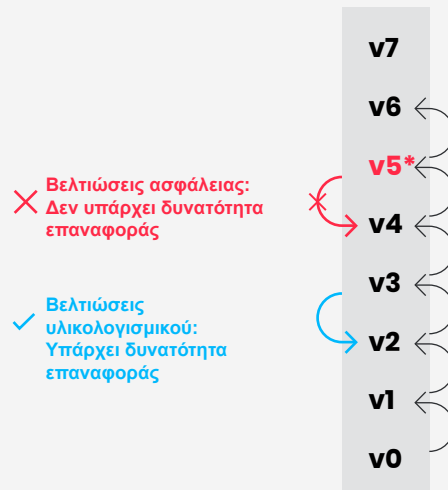 v7
v6
v5*
Βελτιώσεις ασφάλειας:
Δεν υπάρχει δυνατότητα
επαναφοράς
v4
v3
Βελτιώσεις
υλικολογισμικού:
Υπάρχει δυνατότητα
επαναφοράς
v2
v1
v0